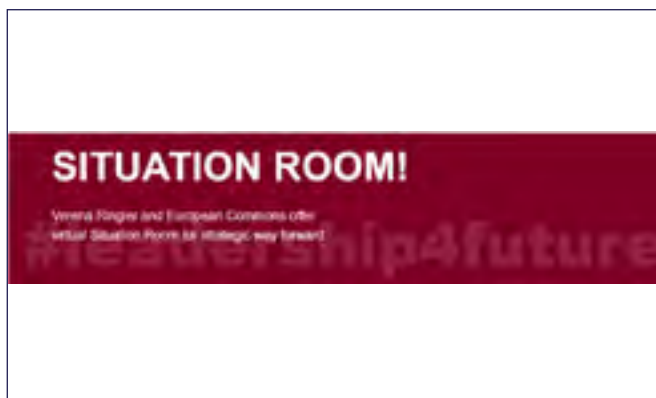 SITUATION ROOM!
Verena Ringler and European Commons offer
virtual Situation Room for strategic way forward
#leadership4future